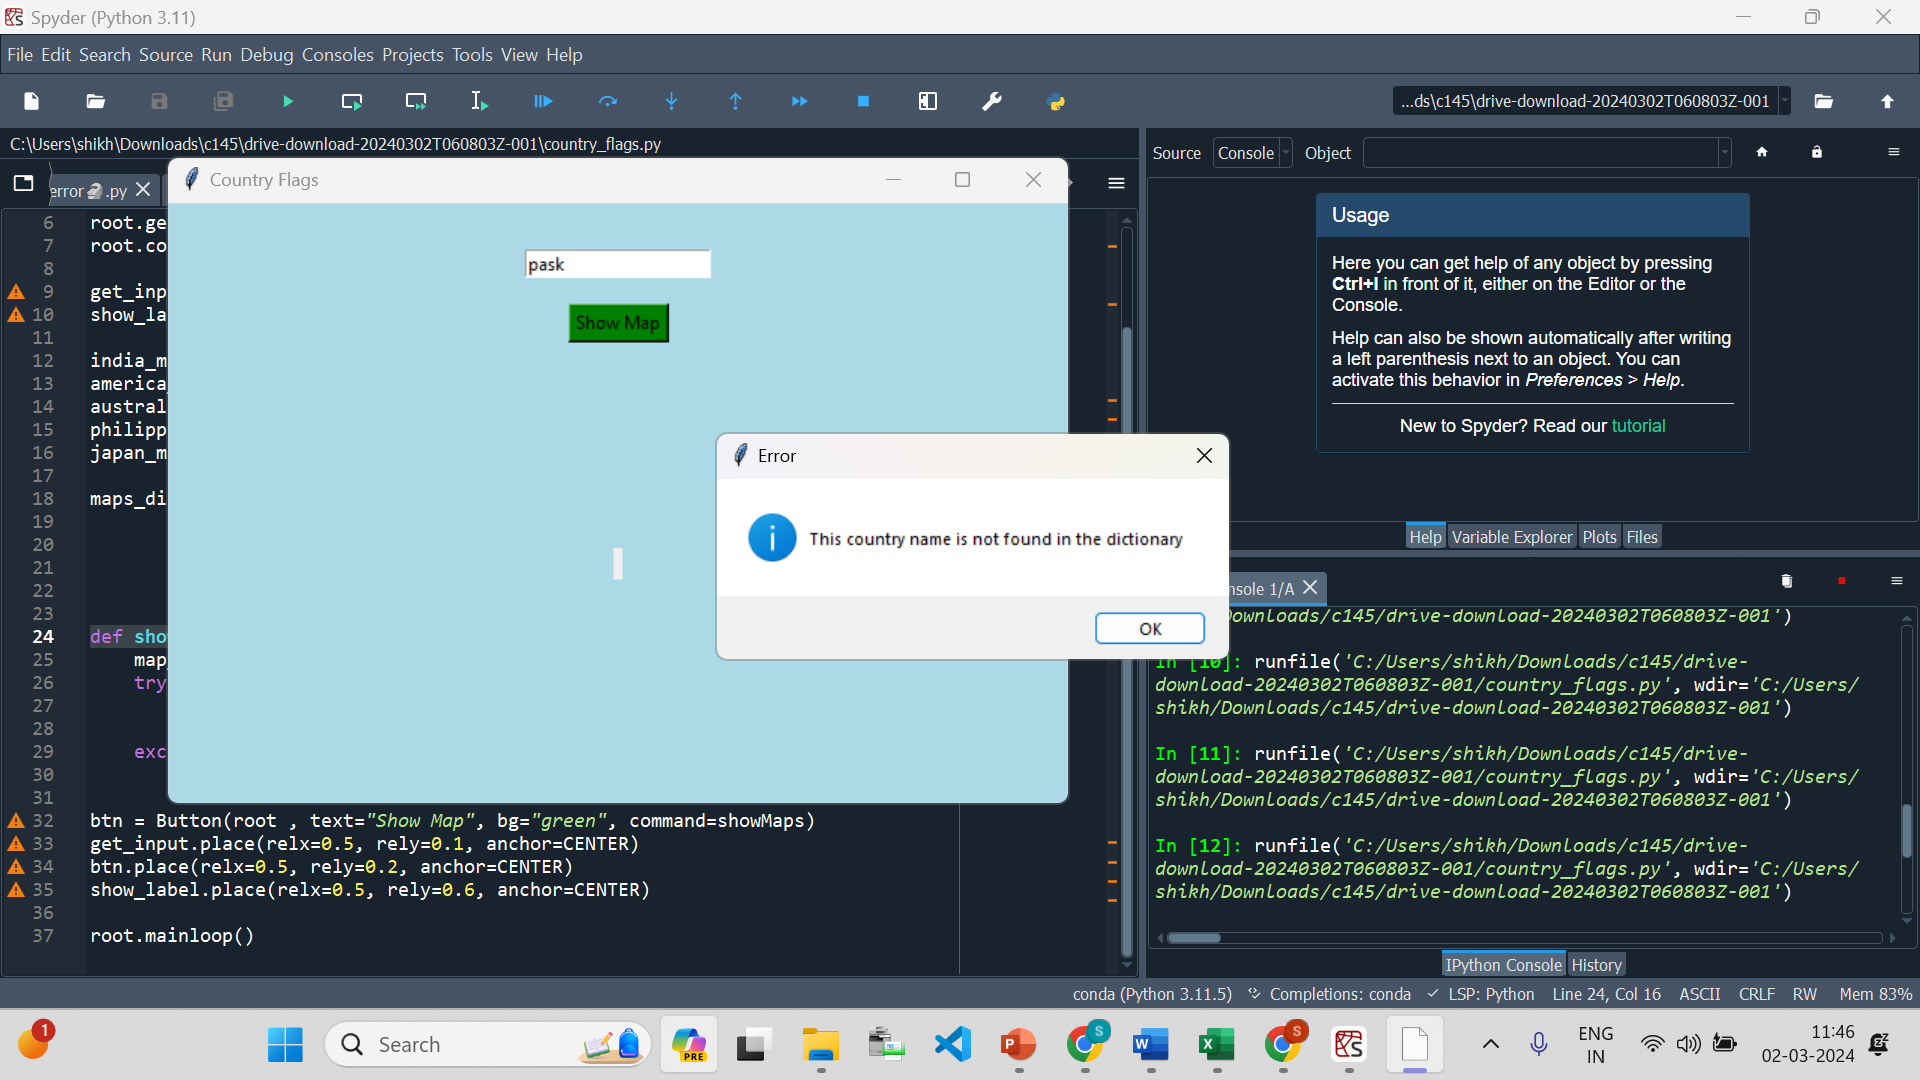 Spyder (Python 3.11)
File Edit Search Source Run Debug Consoles Projects Tools View Help
...ds\c145\drive-download-20240302T060803Z-001
C:\Users\shikh\Downloads\c145\drive-download-20240302T060803Z-001\country_flags.py
error .py
6 root.ge
7 root.co
8
9 get_inp
10 show_la
11
12 india_m
13 america
14 austral
15 philipp
16 japan_m
17
18 maps_di
19
20
21
22
23
24 def sho
25 map_
26 try
27
28
29 exc
30
31
32 btn = Button(root , text="Show Map", bg="green", command=showMaps)
33 get_input.place(relx=0.5, rely=0.1, anchor=CENTER)
34 btn.place(relx=0.5, rely=0.2, anchor=CENTER)
35 show_label.place(relx=0.5, rely=0.6, anchor=CENTER)
36
37 root.mainloop()
Country Flags
pask
Show Map
Error
This country name is not found in the dictionary
OK
Source Console Object
Usage
Here you can get help of any object by pressing
Ctrl+I in front of it, either on the Editor or the
Console.
Help can also be shown automatically after writing
a left parenthesis next to an object. You can
activate this behavior in Preferences > Help.
New to Spyder? Read our tutorial
Help Variable Explorer Plots Files
nsole 1/A
ownloads/c145/drive-download-20240302T060803Z-001')
In [10]: runfile('C:/Users/shikh/Downloads/c145/drive-
download-20240302T060803Z-001/country_flags.py', wdir='C:/Users/
shikh/Downloads/c145/drive-download-20240302T060803Z-001')
In [11]: runfile('C:/Users/shikh/Downloads/c145/drive-
download-20240302T060803Z-001/country_flags.py', wdir='C:/Users/
shikh/Downloads/c145/drive-download-20240302T060803Z-001')
In [12]: runfile('C:/Users/shikh/Downloads/c145/drive-
download-20240302T060803Z-001/country_flags.py', wdir='C:/Users/
shikh/Downloads/c145/drive-download-20240302T060803Z-001')
IPython Console History
conda (Python 3.11.5) Completions: conda LSP: Python Line 24, Col 16 ASCII CRLF RW Mem 83%
1
Search
PRE
P
S
W
X
S
ENG
IN
11:46
02-03-2024